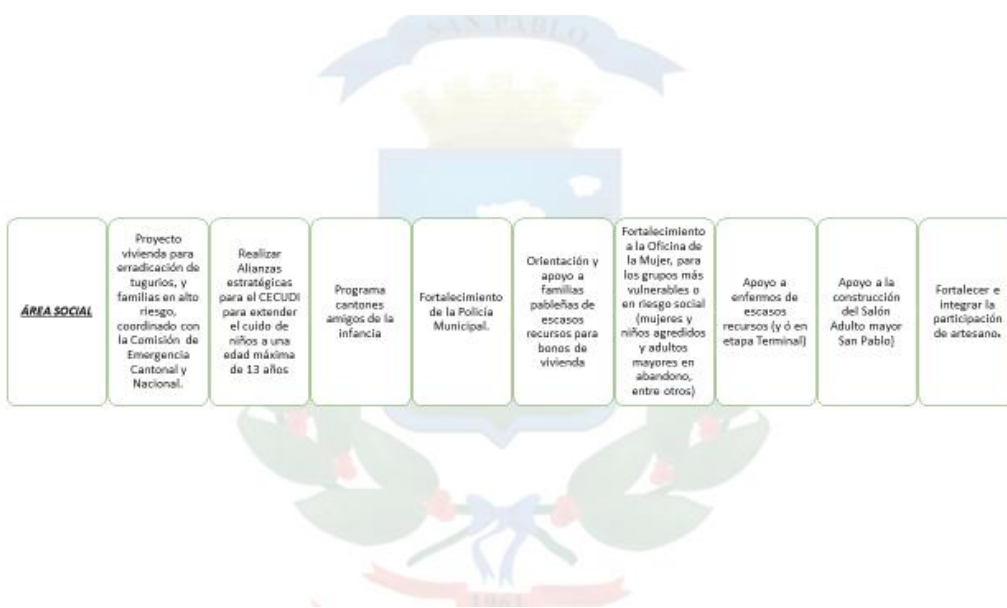 SAN PABLO
ÁREA SOCIAL
Proyecto
vivienda para
erradicación de
tugurios, y
familias en alto
riesgo,
coordinado con
la Comisión de
Emergencia
Cantonal y
Nacional.
Realizar
Alianzas
estratégicas
para el CECUDI
para extender
el cuido de
niños a una
edad máxima
de 13 años
Programa
cantones
amigos de la
infancia
Fortalecimiento
de la Policía
Municipal.
Orientación y
apoyo a
familias
pableñas de
escasos
recursos para
bonos de
vivienda
Fortalecimiento
a la Oficina de
la Mujer, para
los grupos más
vulnerables o
en riesgo social
(mujeres y
niños agredidos
y adultos
mayores en
abandono,
entre otros)
Apoyo a
enfermos de
escasos
recursos (y ó en
etapa Terminal)
Apoyo a la
construcción
del Salón
Adulto mayor
San Pablo)
Fortalecer e
integrar la
participación
de artesano.
1961